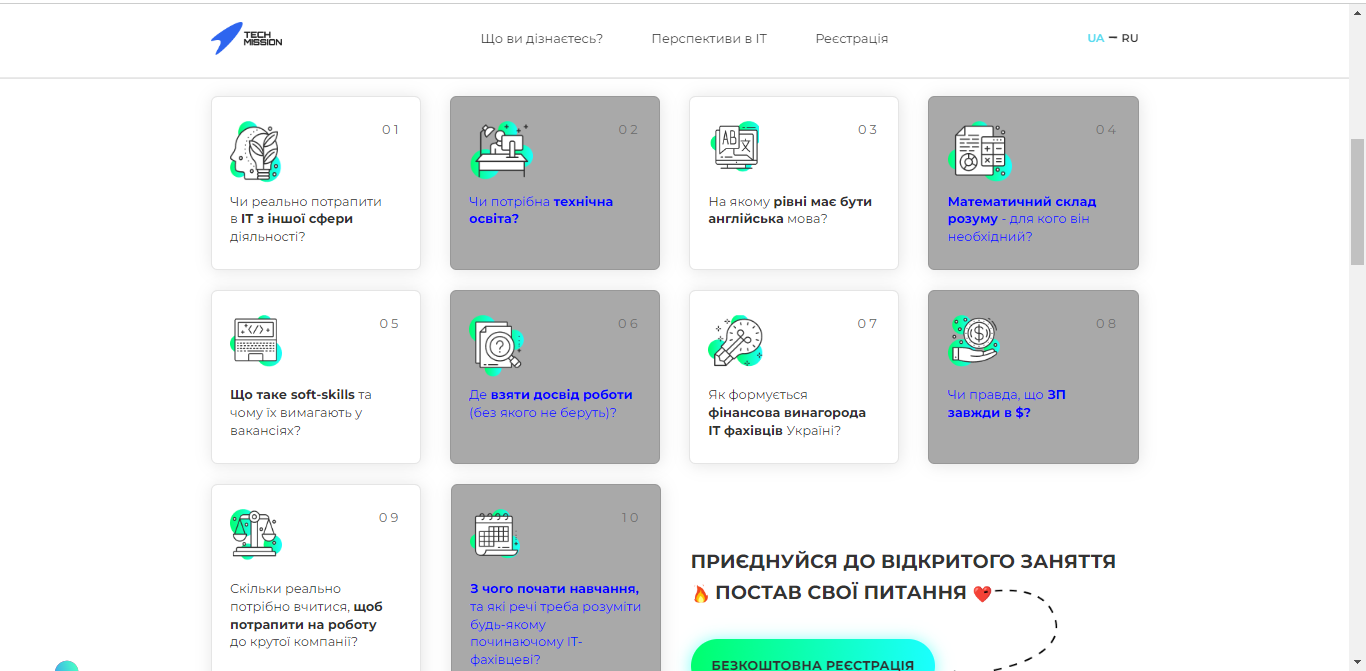 TECH
MISSION
Що ви дізнаєтесь?
Перспективи в ІТ
Реєстрація
UA – RU
01
Чи реально потрапити
в ІТ з іншої сфери
діяльності?
02
Чи потрібна технічна
освіта?
03
AB
На якому рівні має бути
англійська мова?
04
Математичний склад
розуму - для кого він
необхідний?
05
</>
Що таке soft-skills та
чому їх вимагають у
вакансіях?
06
?
Де взяти досвід роботи
(без якого не беруть)?
07
Як формується
фінансова винагорода
ІТ фахівців Україні?
08
$
Чи правда, що ЗП
завжди в $?
09
Скільки реально
потрібно вчитися, щоб
потрапити на роботу
до крутої компанії?
10
З чого почати навчання,
та які речі треба розуміти
будь-якому
починаючому ІТ-
фахівцеві?
ПРИЄДНУЙСЯ ДО ВІДКРИТОГО ЗАНЯТТЯ
🔥 ПОСТАВ СВОЇ ПИТАННЯ ❤️
БЕЗКОШТОВНА РЕЄСТРАЦІЯ